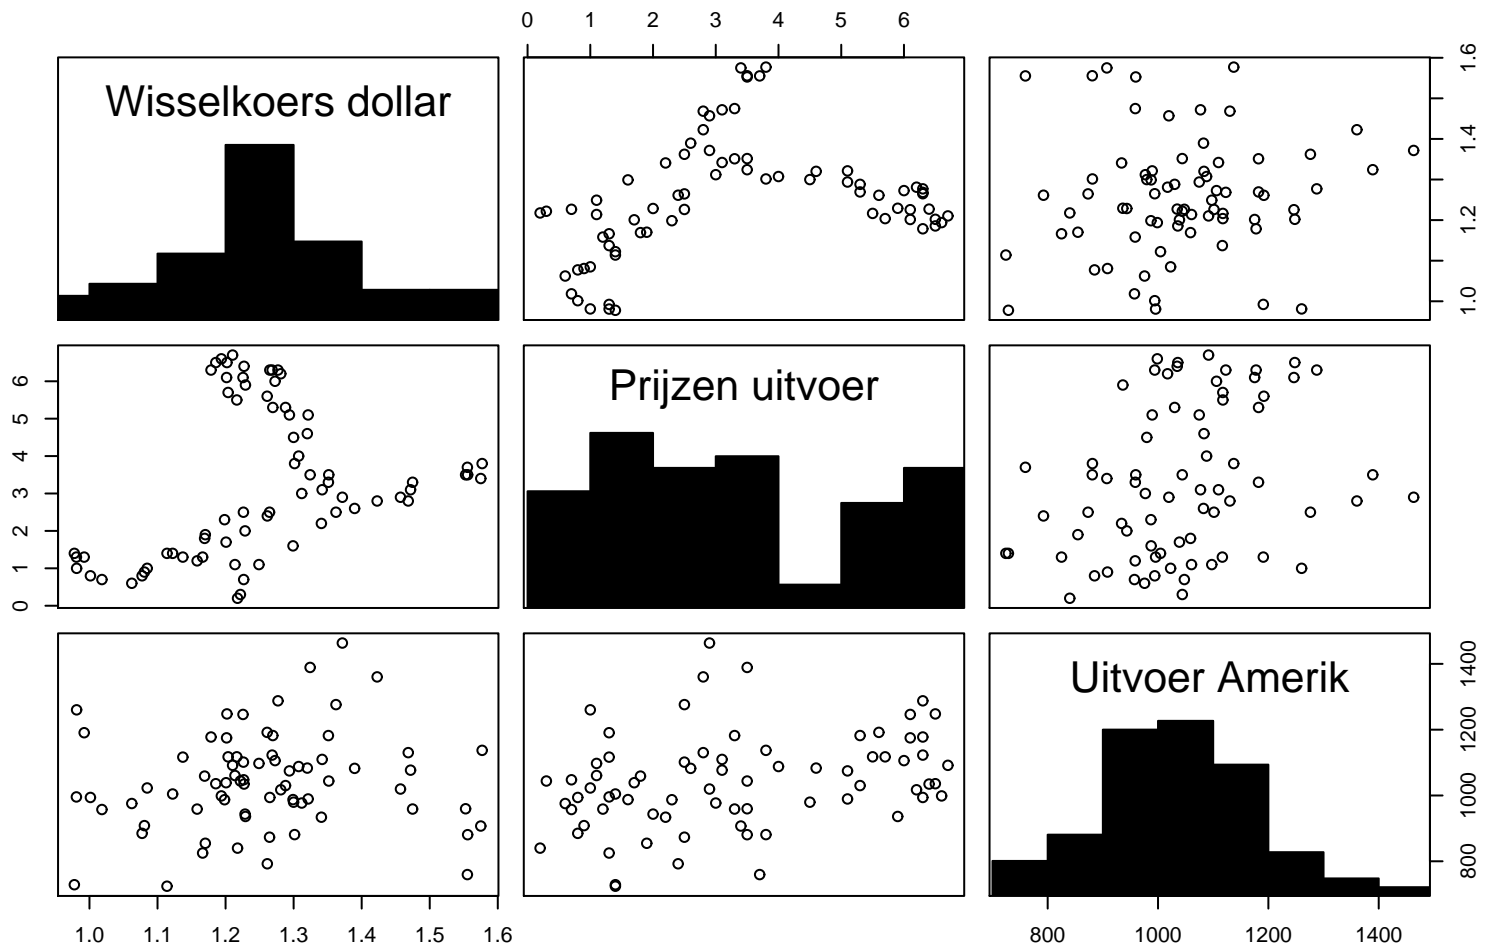 0 1 2 3 4 5 6
Wisselkoers dollar
1.0 1.2 1.4 1.6
Prijzen uitvoer
0 1 2 3 4 5 6
Uitvoer Amerik
800 1000 1200 1400
1.0 1.1 1.2 1.3 1.4 1.5 1.6
800 1000 1200 1400